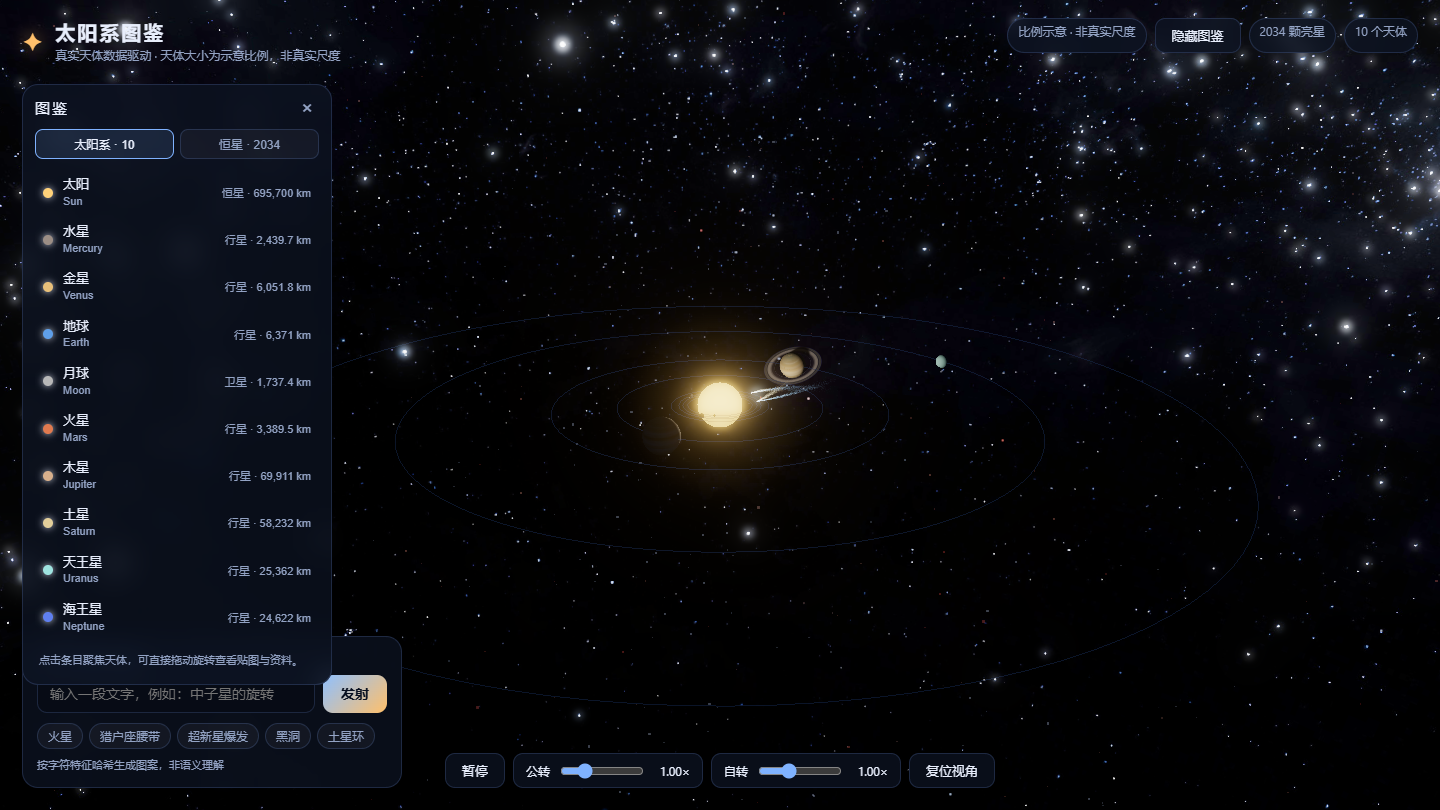 太阳系图鉴
真实天体数据驱动 · 天体大小为示意比例，非真实尺度
比例示意 · 非真实尺度
隐藏图鉴
2034 颗亮星
10 个天体
图鉴
×
太阳系 · 10
恒星 · 2034
太阳
Sun
恒星 · 695,700 km
水星
Mercury
行星 · 2,439.7 km
金星
Venus
行星 · 6,051.8 km
地球
Earth
行星 · 6,371 km
月球
Moon
卫星 · 1,737.4 km
火星
Mars
行星 · 3,389.5 km
木星
Jupiter
行星 · 69,911 km
土星
Saturn
行星 · 58,232 km
天王星
Uranus
行星 · 25,362 km
海王星
Neptune
行星 · 24,622 km
点击条目聚焦天体，可直接拖动旋转查看贴图与资料。
输入一段文字，例如：中子星的旋转
发射
火星
猎户座腰带
超新星爆发
黑洞
土星环
按字符特征哈希生成图案，非语义理解
暂停
公转
1.00×
自转
1.00×
复位视角